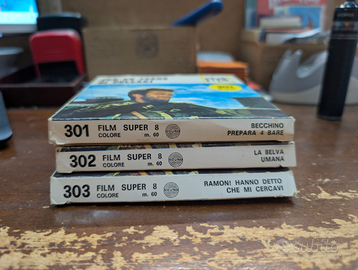 301 FILM SUPER 8
COLORE m. 60
BECCHINO
PREPARA 4 BARE
302 FILM SUPER 8
COLORE m. 60
LA BELVA
UMANA
303 FILM SUPER 8
COLORE m. 60
RAMON! HANNO DETTO
CHE MI CERCAVI